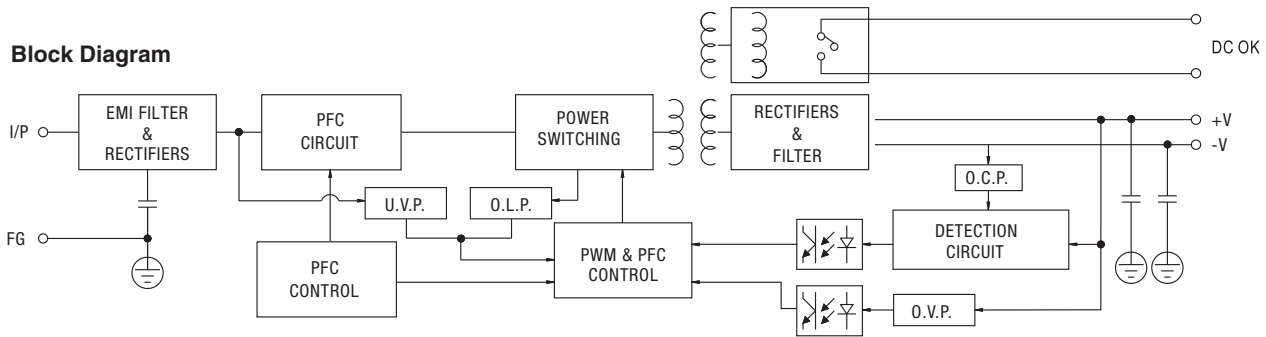 Block Diagram
DC OK
I/P
EMI FILTER
&
RECTIFIERS
PFC
CIRCUIT
POWER
SWITCHING
RECTIFIERS
&
FILTER
+V
-V
O.C.P.
U.V.P.
O.L.P.
FG
PFC
CONTROL
PWM & PFC
CONTROL
DETECTION
CIRCUIT
O.V.P.